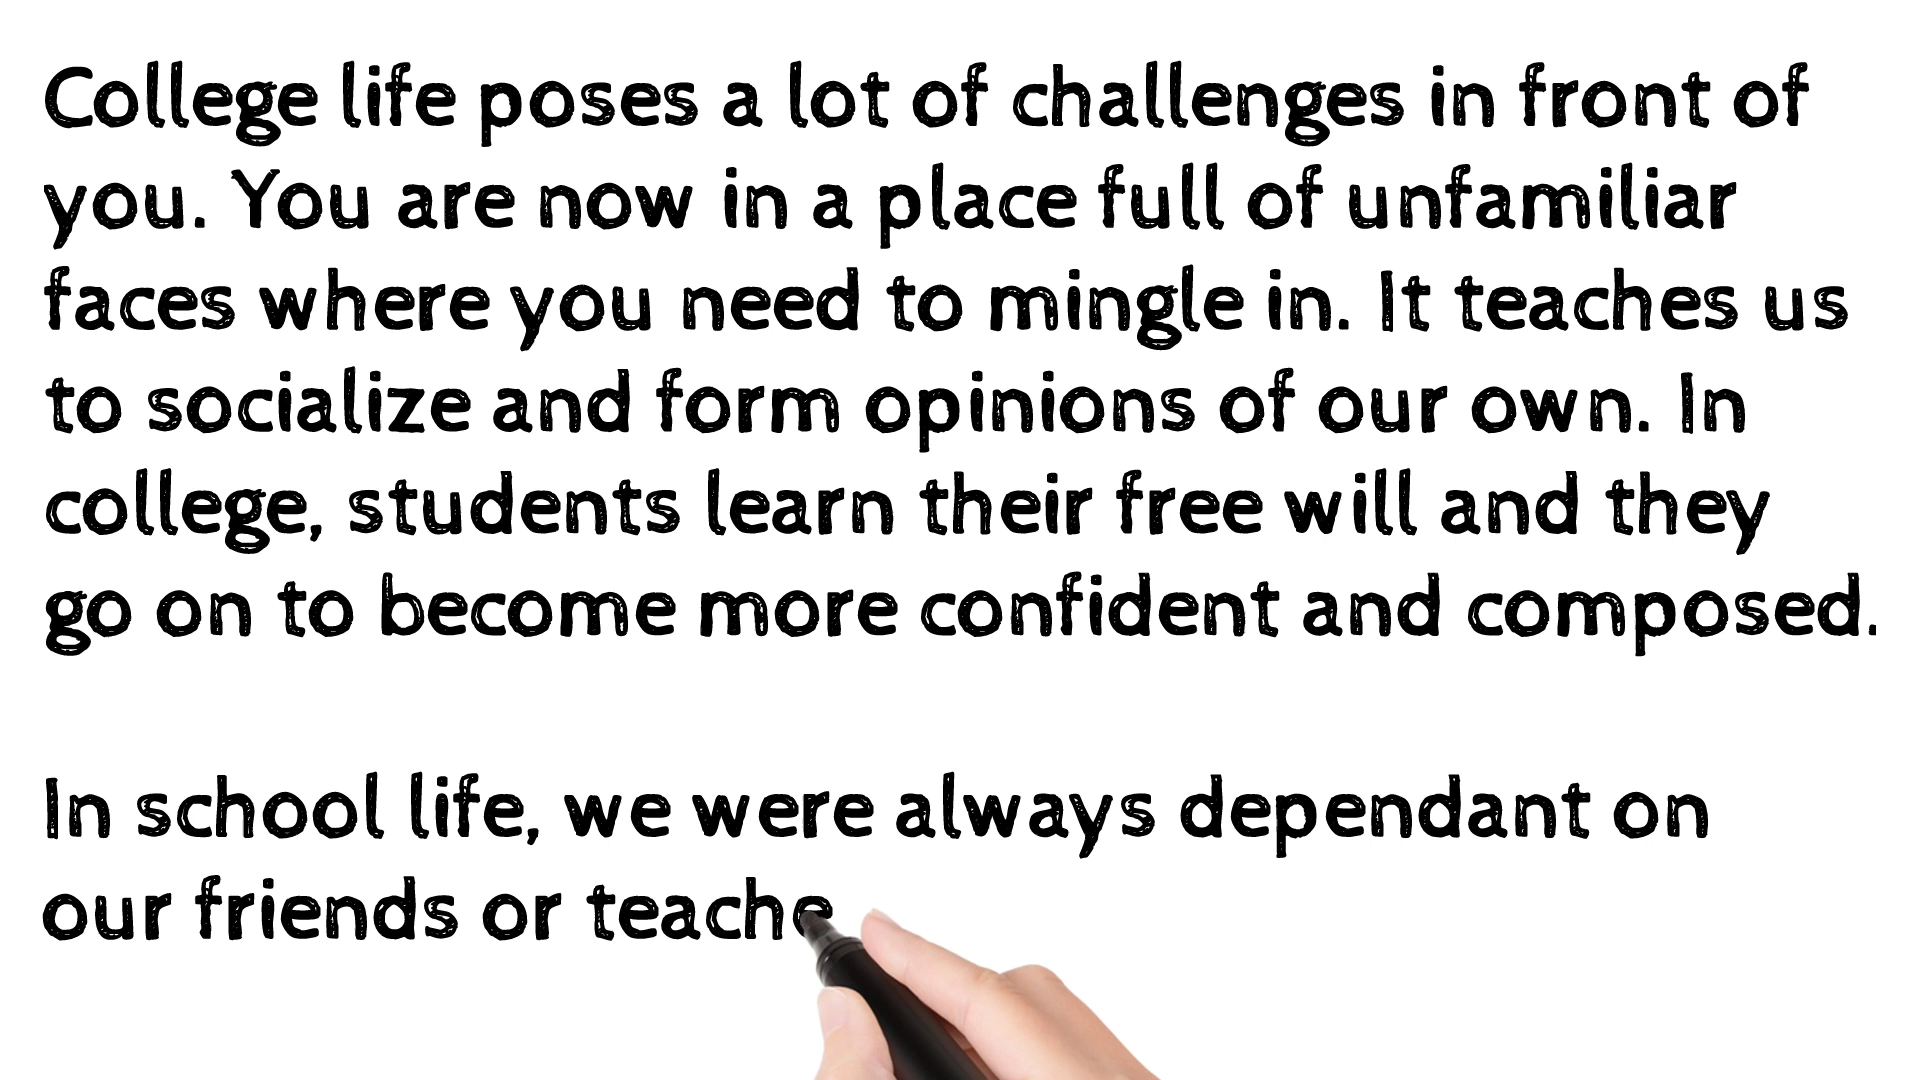 College life poses a lot of challenges in front of
you. You are now in a place full of unfamiliar
faces where you need to mingle in. It teaches us
to socialize and form opinions of our own. In
college, students learn their free will and they
go on to become more confident and composed.
In school life, we were always dependant on
our friends or teache